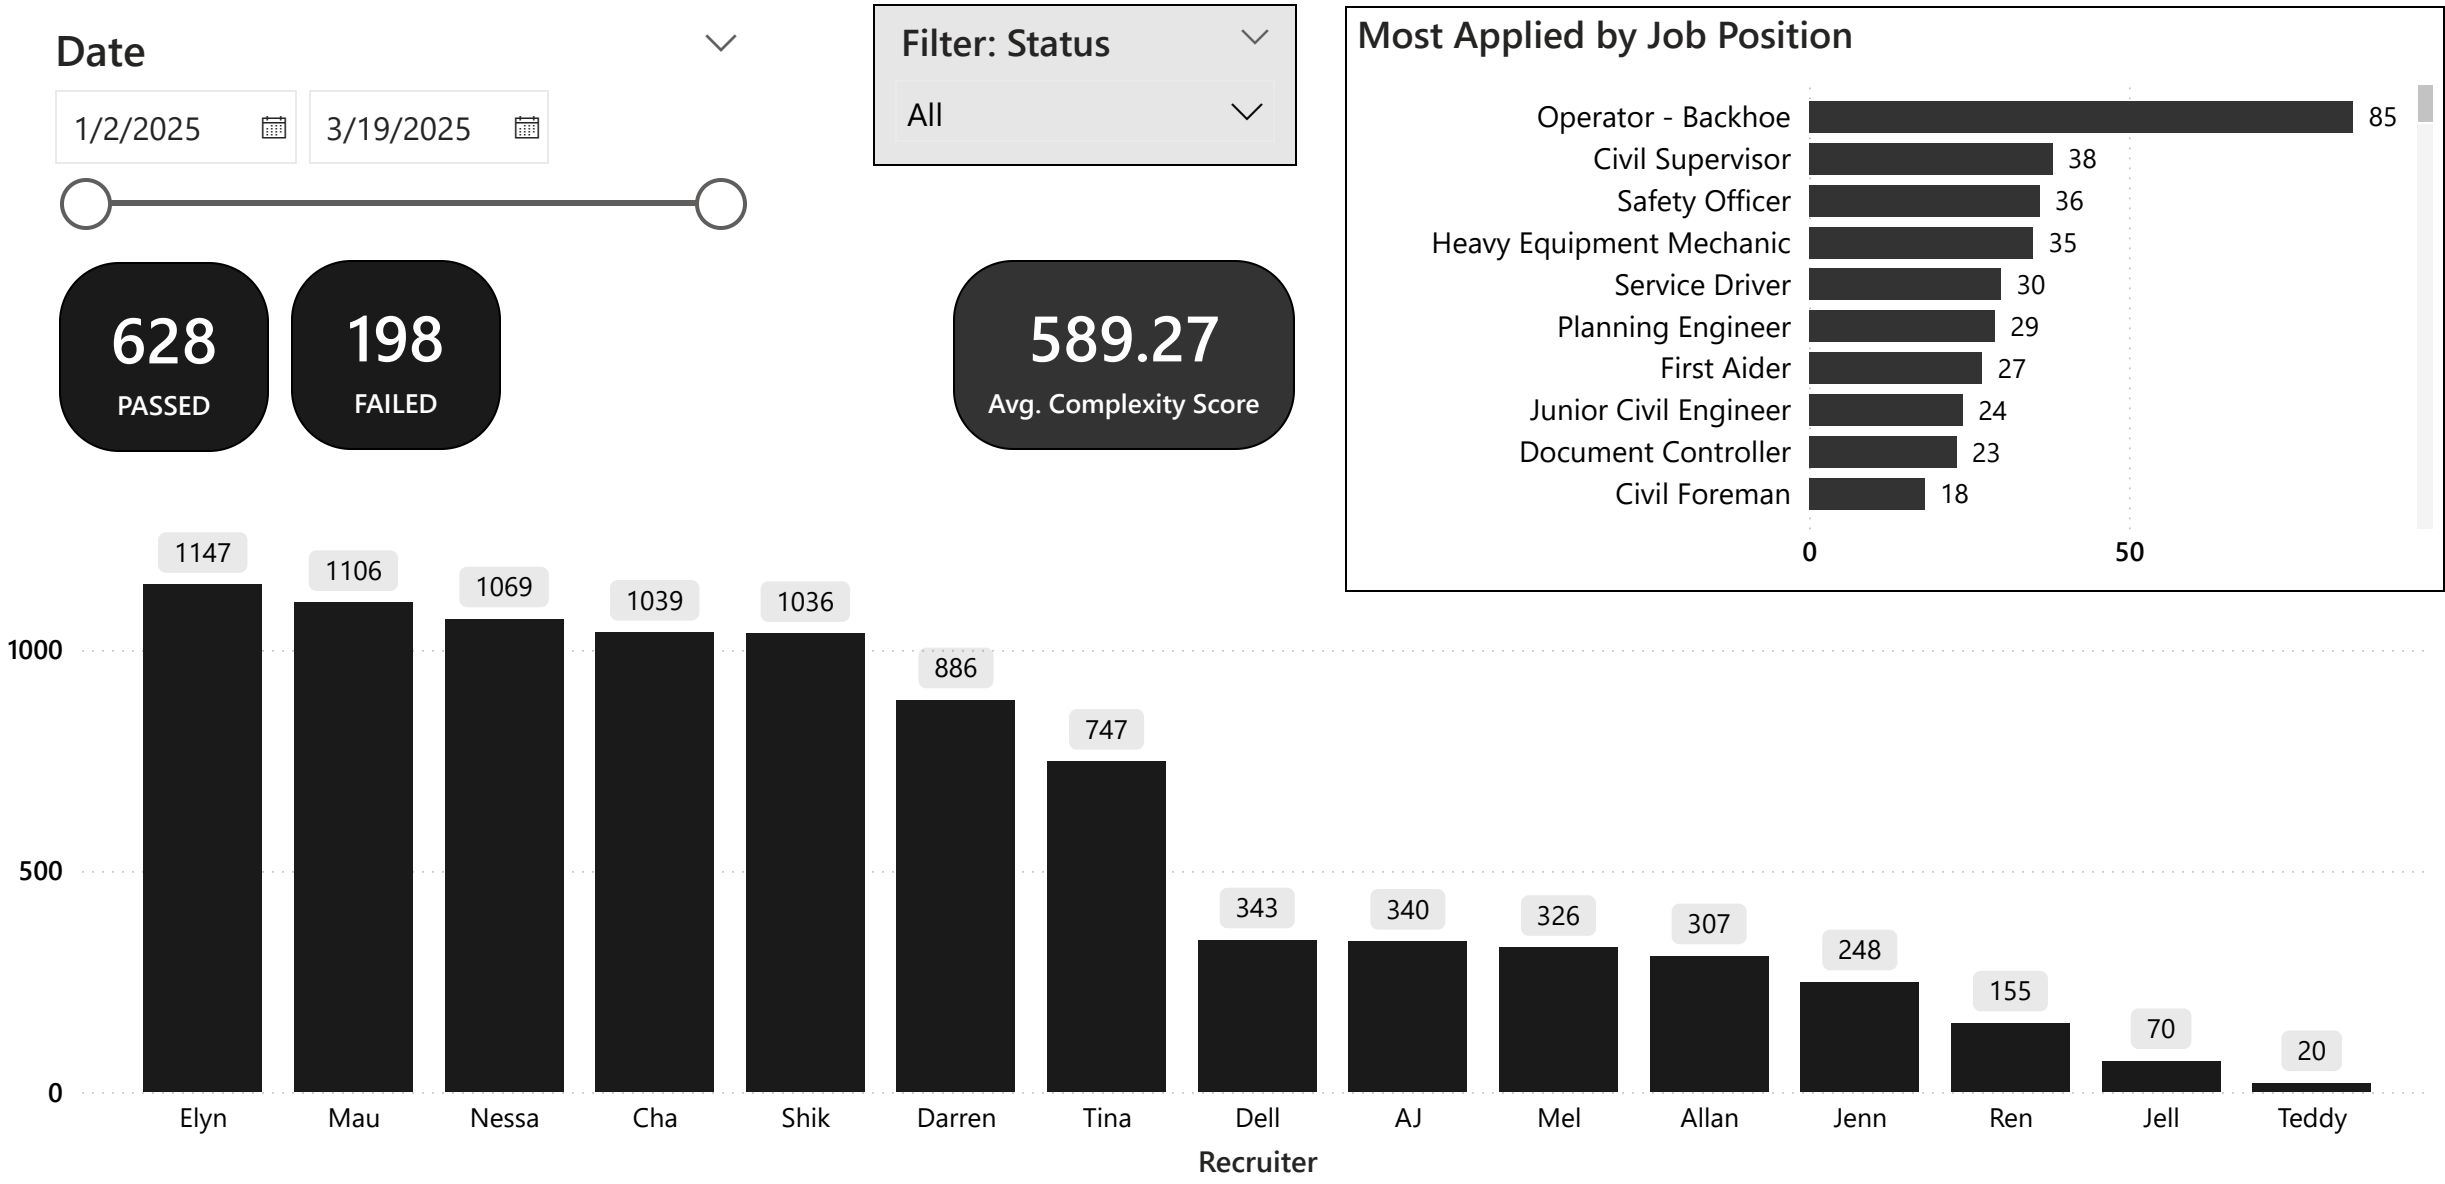 Date
1/2/2025
3/19/2025
Filter: Status
All
628
PASSED
198
FAILED
589.27
Avg. Complexity Score
Most Applied by Job Position
Operator - Backhoe 85
Civil Supervisor 38
Safety Officer 36
Heavy Equipment Mechanic 35
Service Driver 30
Planning Engineer 29
First Aider 27
Junior Civil Engineer 24
Document Controller 23
Civil Foreman 18
0 50
1147 1106 1069 1039 1036 886 747 343 340 326 307 248 155 70 20
1000
500
0
Elyn Mau Nessa Cha Shik Darren Tina Dell AJ Mel Allan Jenn Ren Jell Teddy
Recruiter